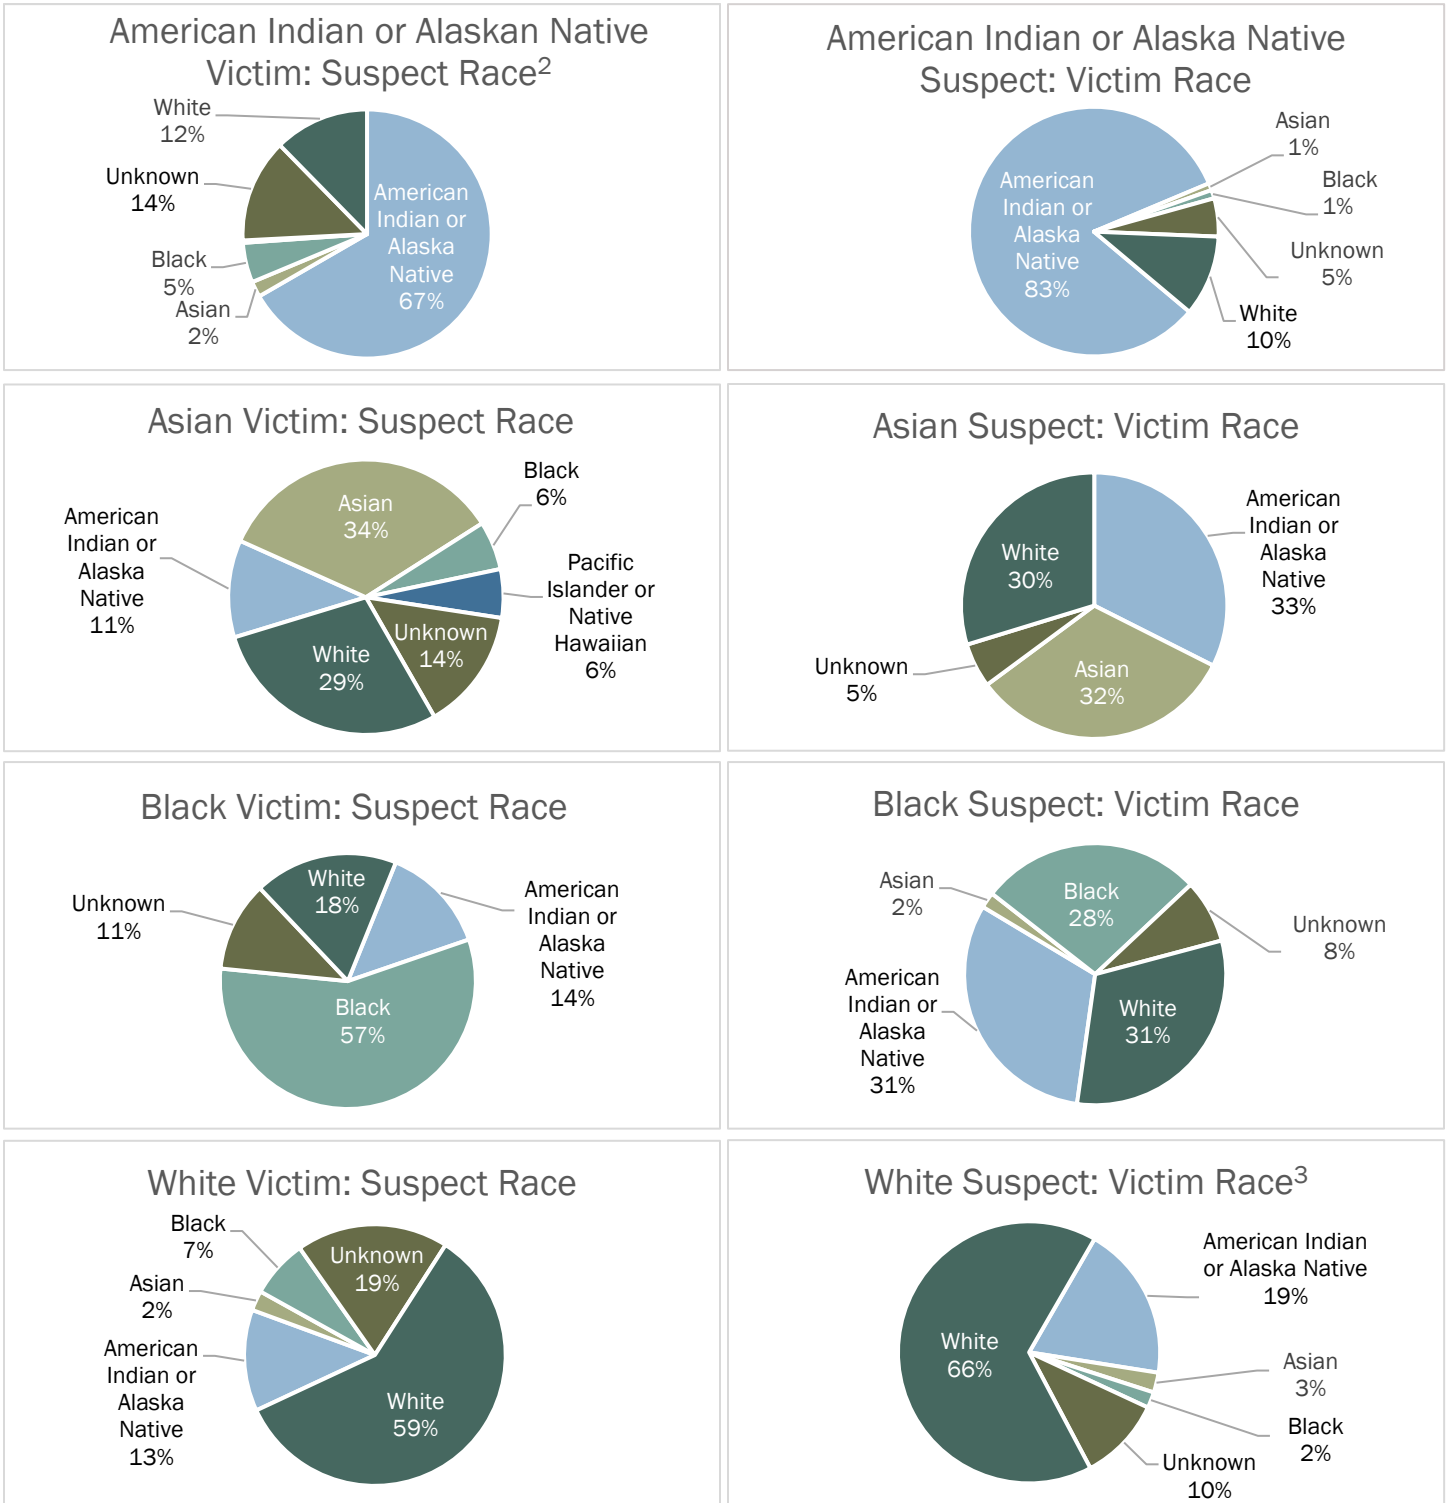 American Indian or Alaskan Native
Victim: Suspect Race²
White
12%
Unknown
14%
Black
5%
Asian
2%
American
Indian or
Alaska
Native
67%
American Indian or Alaska Native
Suspect: Victim Race
American
Indian or
Alaska
Native
83%
Asian
1%
Black
1%
Unknown
5%
White
10%
Asian Victim: Suspect Race
American
Indian or
Alaska
Native
11%
Asian
34%
Black
6%
Pacific
Islander or
Native
Hawaiian
6%
Unknown
14%
White
29%
Asian Suspect: Victim Race
White
30%
American
Indian or
Alaska
Native
33%
Unknown
5%
Asian
32%
Black Victim: Suspect Race
Unknown
11%
White
18%
American
Indian or
Alaska
Native
14%
Black
57%
Black Suspect: Victim Race
Asian
2%
Black
28%
Unknown
8%
American
Indian or
Alaska
Native
31%
White
31%
White Victim: Suspect Race
Black
7%
Unknown
19%
Asian
2%
American
Indian or
Alaska
Native
13%
White
59%
White Suspect: Victim Race³
American Indian
or Alaska Native
19%
White
66%
Asian
3%
Black
2%
Unknown
10%